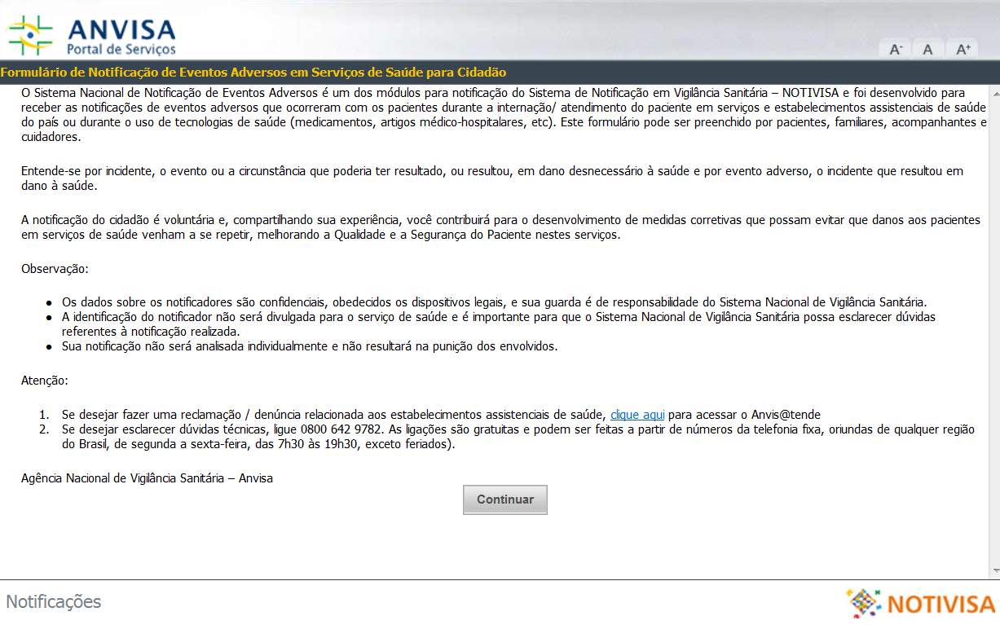 ANVISA
Portal de Serviços
A- A A+
Formulário de Notificação de Eventos Adversos em Serviços de Saúde para Cidadão
O Sistema Nacional de Notificação de Eventos Adversos é um dos módulos para notificação do Sistema de Notificação em Vigilância Sanitária – NOTIVISA e foi desenvolvido para
receber as notificações de eventos adversos que ocorreram com os pacientes durante a internação/ atendimento do paciente em serviços e estabelecimentos assistenciais de saúde
do país ou durante o uso de tecnologias de saúde (medicamentos, artigos médico-hospitalares, etc). Este formulário pode ser preenchido por pacientes, familiares, acompanhantes e
cuidadores.
Entende-se por incidente, o evento ou a circunstância que poderia ter resultado, ou resultou, em dano desnecessário à saúde e por evento adverso, o incidente que resultou em
dano à saúde.
A notificação do cidadão é voluntária e, compartilhando sua experiência, você contribuirá para o desenvolvimento de medidas corretivas que possam evitar que danos aos pacientes
em serviços de saúde venham a se repetir, melhorando a Qualidade e a Segurança do Paciente nestes serviços.
Observação:
● Os dados sobre os notificadores são confidenciais, obedecidos os dispositivos legais, e sua guarda é de responsabilidade do Sistema Nacional de Vigilância Sanitária.
● A identificação do notificador não será divulgada para o serviço de saúde e é importante para que o Sistema Nacional de Vigilância Sanitária possa esclarecer dúvidas
referentes à notificação realizada.
● Sua notificação não será analisada individualmente e não resultará na punição dos envolvidos.
Atenção:
1. Se desejar fazer uma reclamação / denúncia relacionada aos estabelecimentos assistenciais de saúde, clique aqui para acessar o Anvis@tende
2. Se desejar esclarecer dúvidas técnicas, ligue 0800 642 9782. As ligações são gratuitas e podem ser feitas a partir de números da telefonia fixa, oriundas de qualquer região
do Brasil, de segunda a sexta-feira, das 7h30 às 19h30, exceto feriados).
Agência Nacional de Vigilância Sanitária – Anvisa
Continuar
Notificações
NOTIVISA